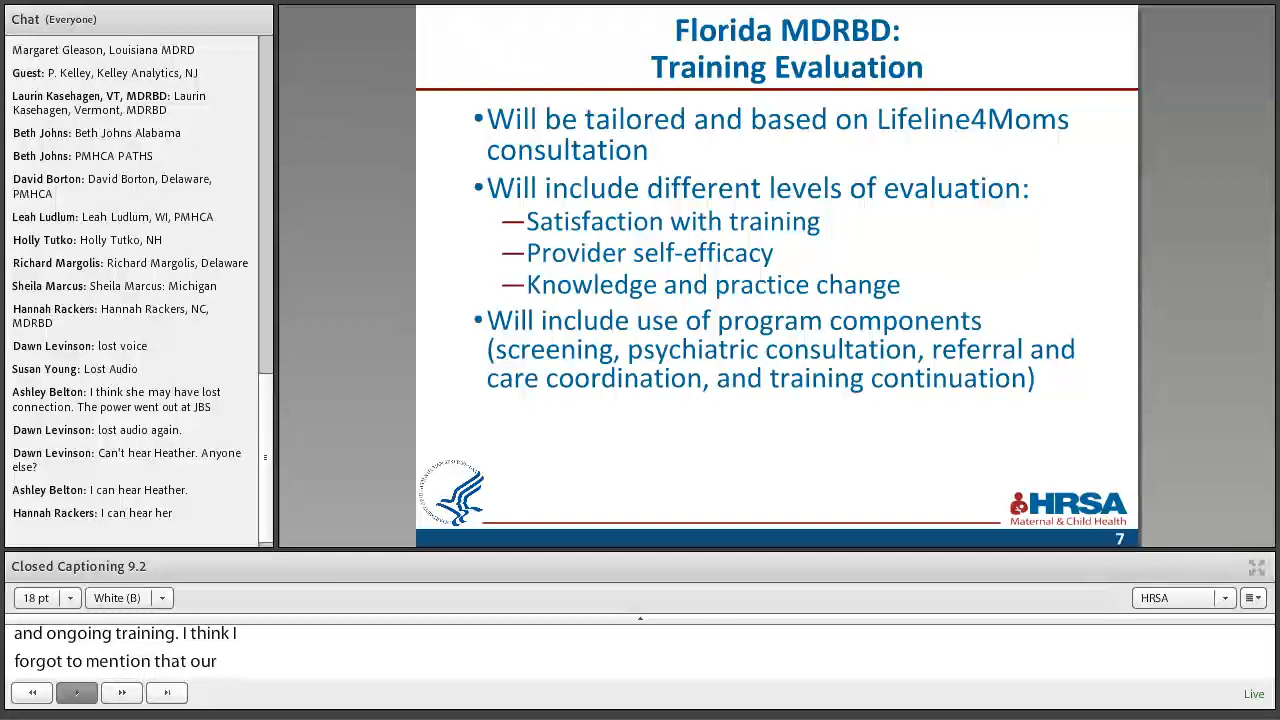 Chat (Everyone)
Margaret Gleason, Louisiana MDRD
Guest: P. Kelley, Kelley Analytics, NJ
Laurin Kasehagen, VT, MDRBD: Laurin
Kasehagen, Vermont, MDRBD
Beth Johns: Beth Johns Alabama
Beth Johns: PMHCA PATHS
David Borton: David Borton, Delaware,
PMHCA
Leah Ludlum: Leah Ludlum, WI, PMHCA
Holly Tutko: Holly Tutko, NH
Richard Margolis: Richard Margolis, Delaware
Sheila Marcus: Sheila Marcus: Michigan
Hannah Rackers: Hannah Rackers, NC,
MDRBD
Dawn Levinson: lost voice
Susan Young: Lost Audio
Ashley Belton: I think she may have lost
connection. The power went out at JBS
Dawn Levinson: lost audio again.
Dawn Levinson: Can't hear Heather. Anyone
else?
Ashley Belton: I can hear Heather.
Hannah Rackers: I can hear her
Florida MDRBD:
Training Evaluation
•Will be tailored and based on Lifeline4Moms
consultation
•Will include different levels of evaluation:
—Satisfaction with training
—Provider self-efficacy
—Knowledge and practice change
•Will include use of program components
(screening, psychiatric consultation, referral and
care coordination, and training continuation)
HRSA
Maternal & Child Health
7
Closed Captioning 9.2
18 pt White (B) HRSA
and ongoing training. I think I
forgot to mention that our
Live